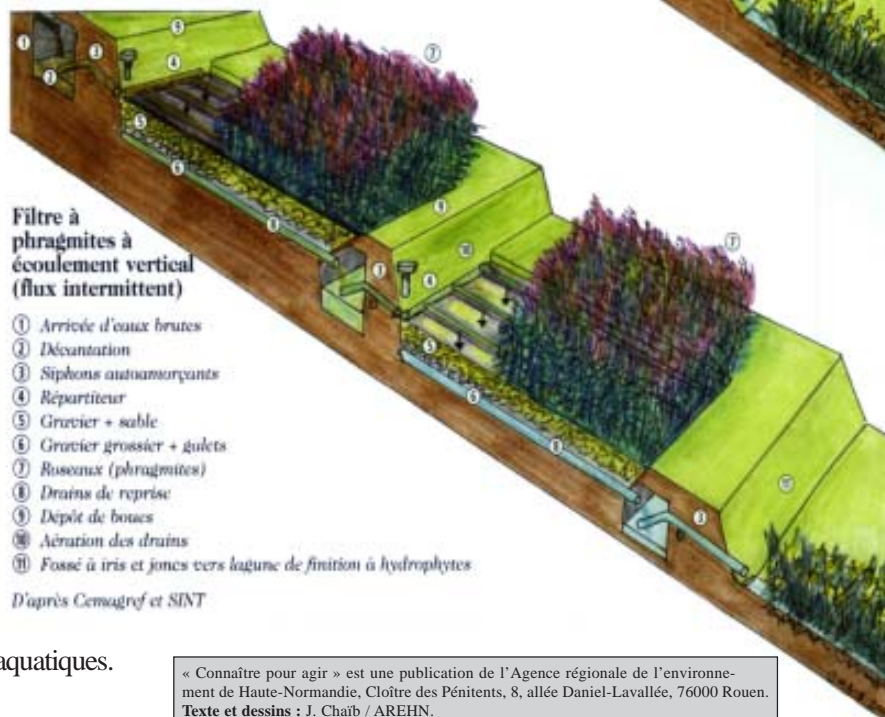 Filtre à
phragmites à
écoulement vertical
(flux intermittent)
① Arrivée d'eaux brutes
② Décantation
③ Siphons autoamorçants
④ Répartiteur
⑤ Gravier + sable
⑥ Gravier grossier + galets
⑦ Roseaux (phragmites)
⑧ Drains de reprise
⑨ Dépôt de boues
⑩ Aération des drains
⑪ Fossé à iris et joncs vers lagune de finition à hydrophytes
D'après Cemagref et SINT
aquatiques.
« Connaître pour agir » est une publication de l'Agence régionale de l'environne-
ment de Haute-Normandie, Cloître des Pénitents, 8, allée Daniel-Lavallée, 76000 Rouen.
Texte et dessins : J. Chaïb / AREHN.